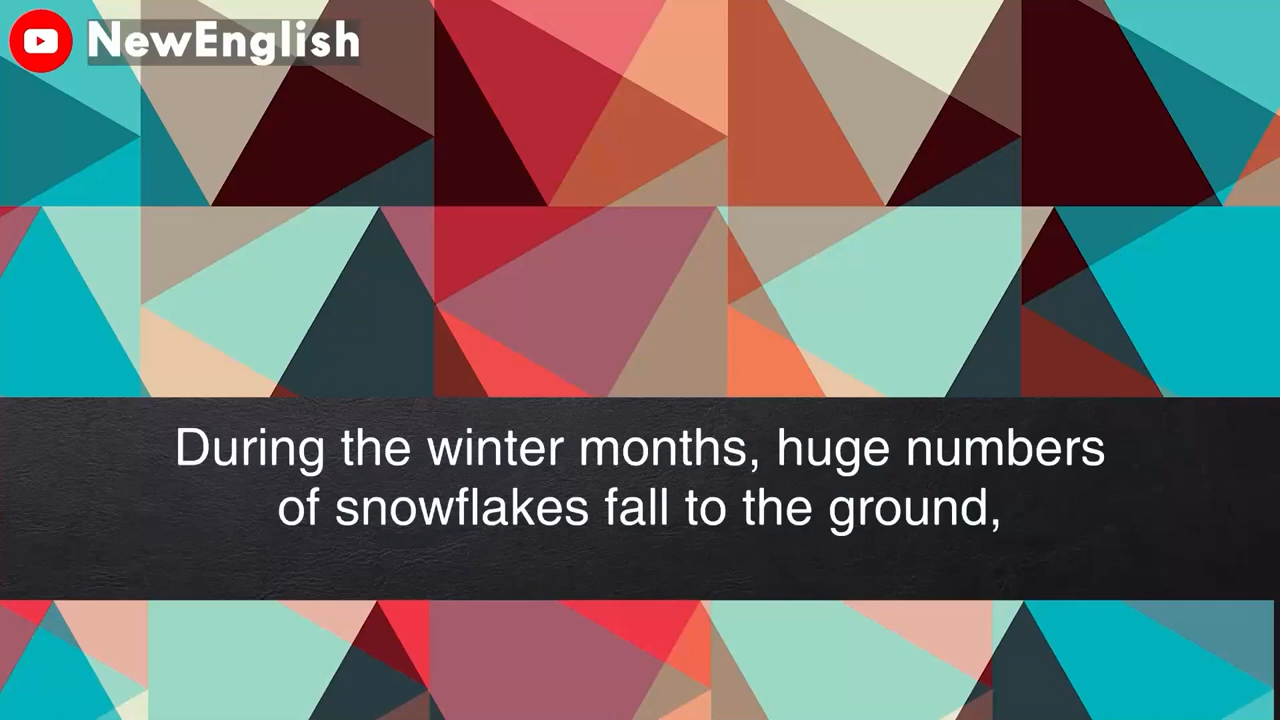 NewEnglish
During the winter months, huge numbers
of snowflakes fall to the ground,